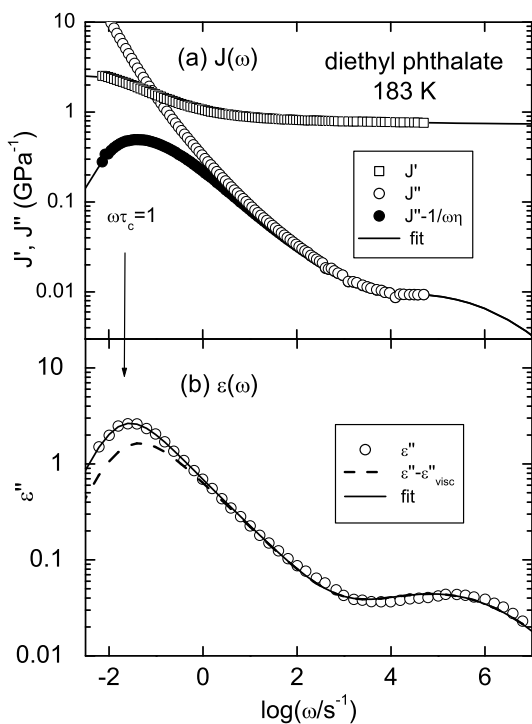 (a) J(ω)
diethyl phthalate
183 K
10
1
0.1
0.01
J', J'' (GPa⁻¹)
J'
J''
J''-1/ωη
fit
ωτc=1
(b) ε(ω)
10
1
0.1
0.01
ε''
ε''
ε''-ε''visc
fit
-2 0 2 4 6
log(ω/s⁻¹)